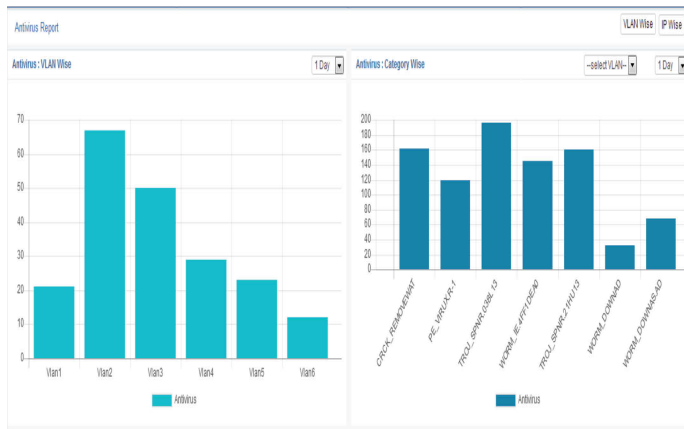 Antivirus Report
VLAN Wise
IP Wise
Antivirus : VLAN Wise
1 Day
Antivirus : Category Wise
--select VLAN--
1 Day
70
60
50
40
30
20
10
0
Vlan1
Vlan2
Vlan3
Vlan4
Vlan5
Vlan6
Antivirus
200
180
160
140
120
100
80
60
40
20
0
CRCK_REMOVEWAT
PE_VIRUX.R-1
TROJ_SPNR.03BL13
TROJ_SPNR.21HU13
WORM_DOWNAD
WORM_DOWNAS.AD
Antivirus